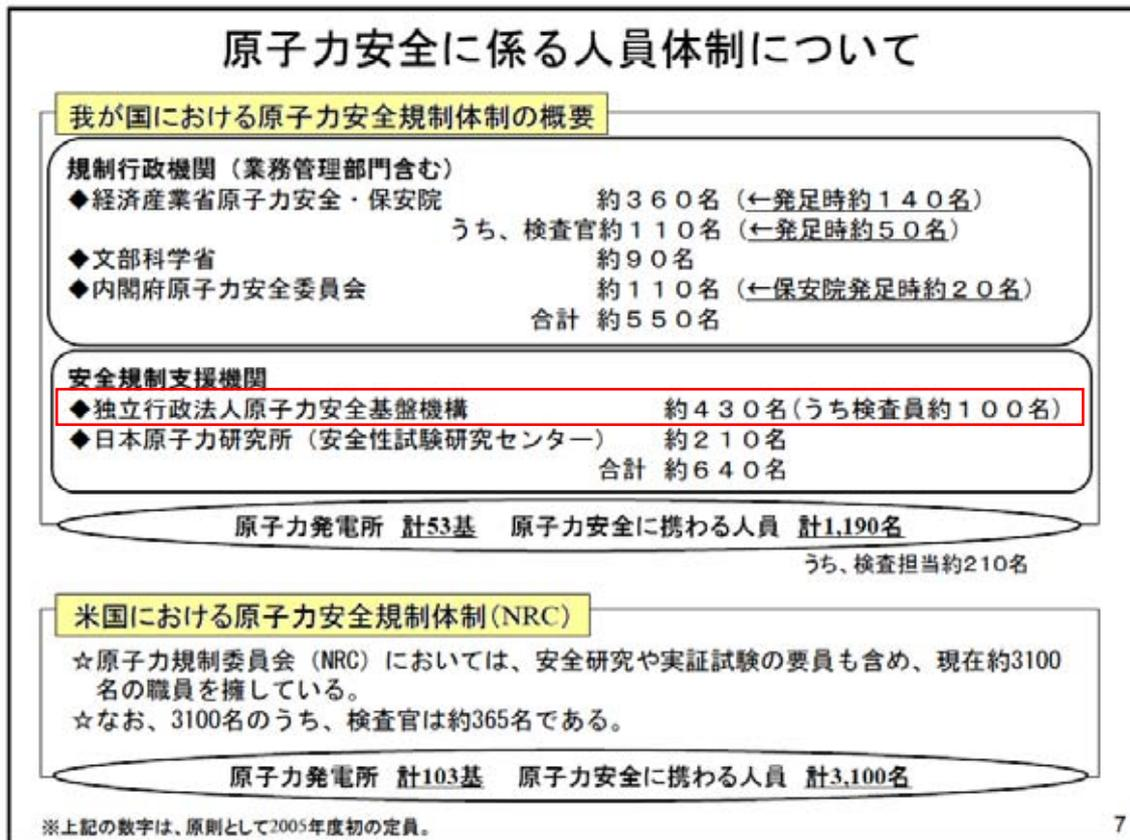 原子力安全に係る人員体制について
我が国における原子力安全規制体制の概要
規制行政機関（業務管理部門含む）
◆経済産業省原子力安全・保安院　約３６０名（←発足時約１４０名）
うち、検査官約１１０名（←発足時約５０名）
◆文部科学省　約９０名
◆内閣府原子力安全委員会　約１１０名（←保安院発足時約２０名）
合計 約５５０名
安全規制支援機関
◆独立行政法人原子力安全基盤機構　約４３０名（うち検査員約１００名）
◆日本原子力研究所（安全性試験研究センター）　約２１０名
合計 約６４０名
原子力発電所 計53基　原子力安全に携わる人員 計1,190名
うち、検査担当約210名
米国における原子力安全規制体制（NRC）
☆原子力規制委員会（NRC）においては、安全研究や実証試験の要員も含め、現在約3100
名の職員を擁している。
☆なお、3100名のうち、検査官は約365名である。
原子力発電所 計103基　原子力安全に携わる人員 計3,100名
※上記の数字は、原則として2005年度初の定員。
7